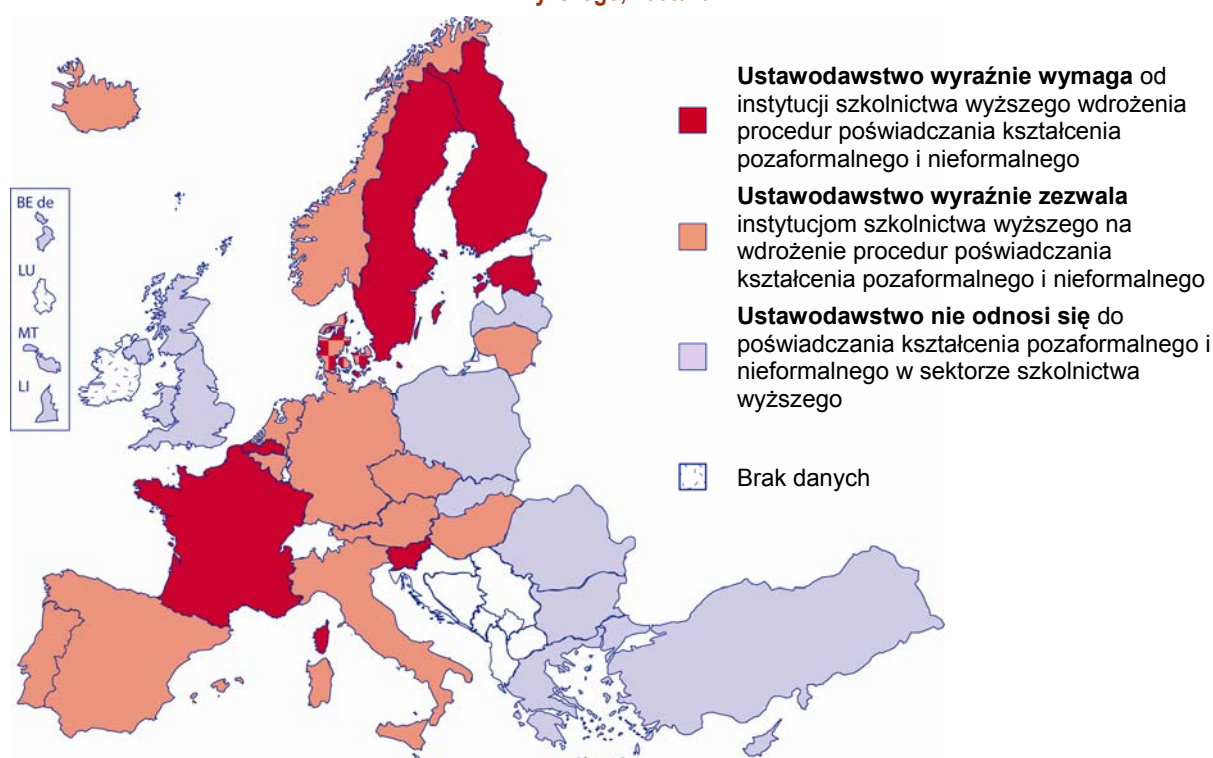 Ustawodawstwo wyraźnie wymaga od
instytucji szkolnictwa wyższego wdrożenia
procedur poświadczania kształcenia
pozaformalnego i nieformalnego
Ustawodawstwo wyraźnie zezwala
instytucjom szkolnictwa wyższego na
wdrożenie procedur poświadczania
kształcenia pozaformalnego i nieformalnego
Ustawodawstwo nie odnosi się do
poświadczania kształcenia pozaformalnego i
nieformalnego w sektorze szkolnictwa
wyższego
Brak danych
BE de
LU
MT
LI